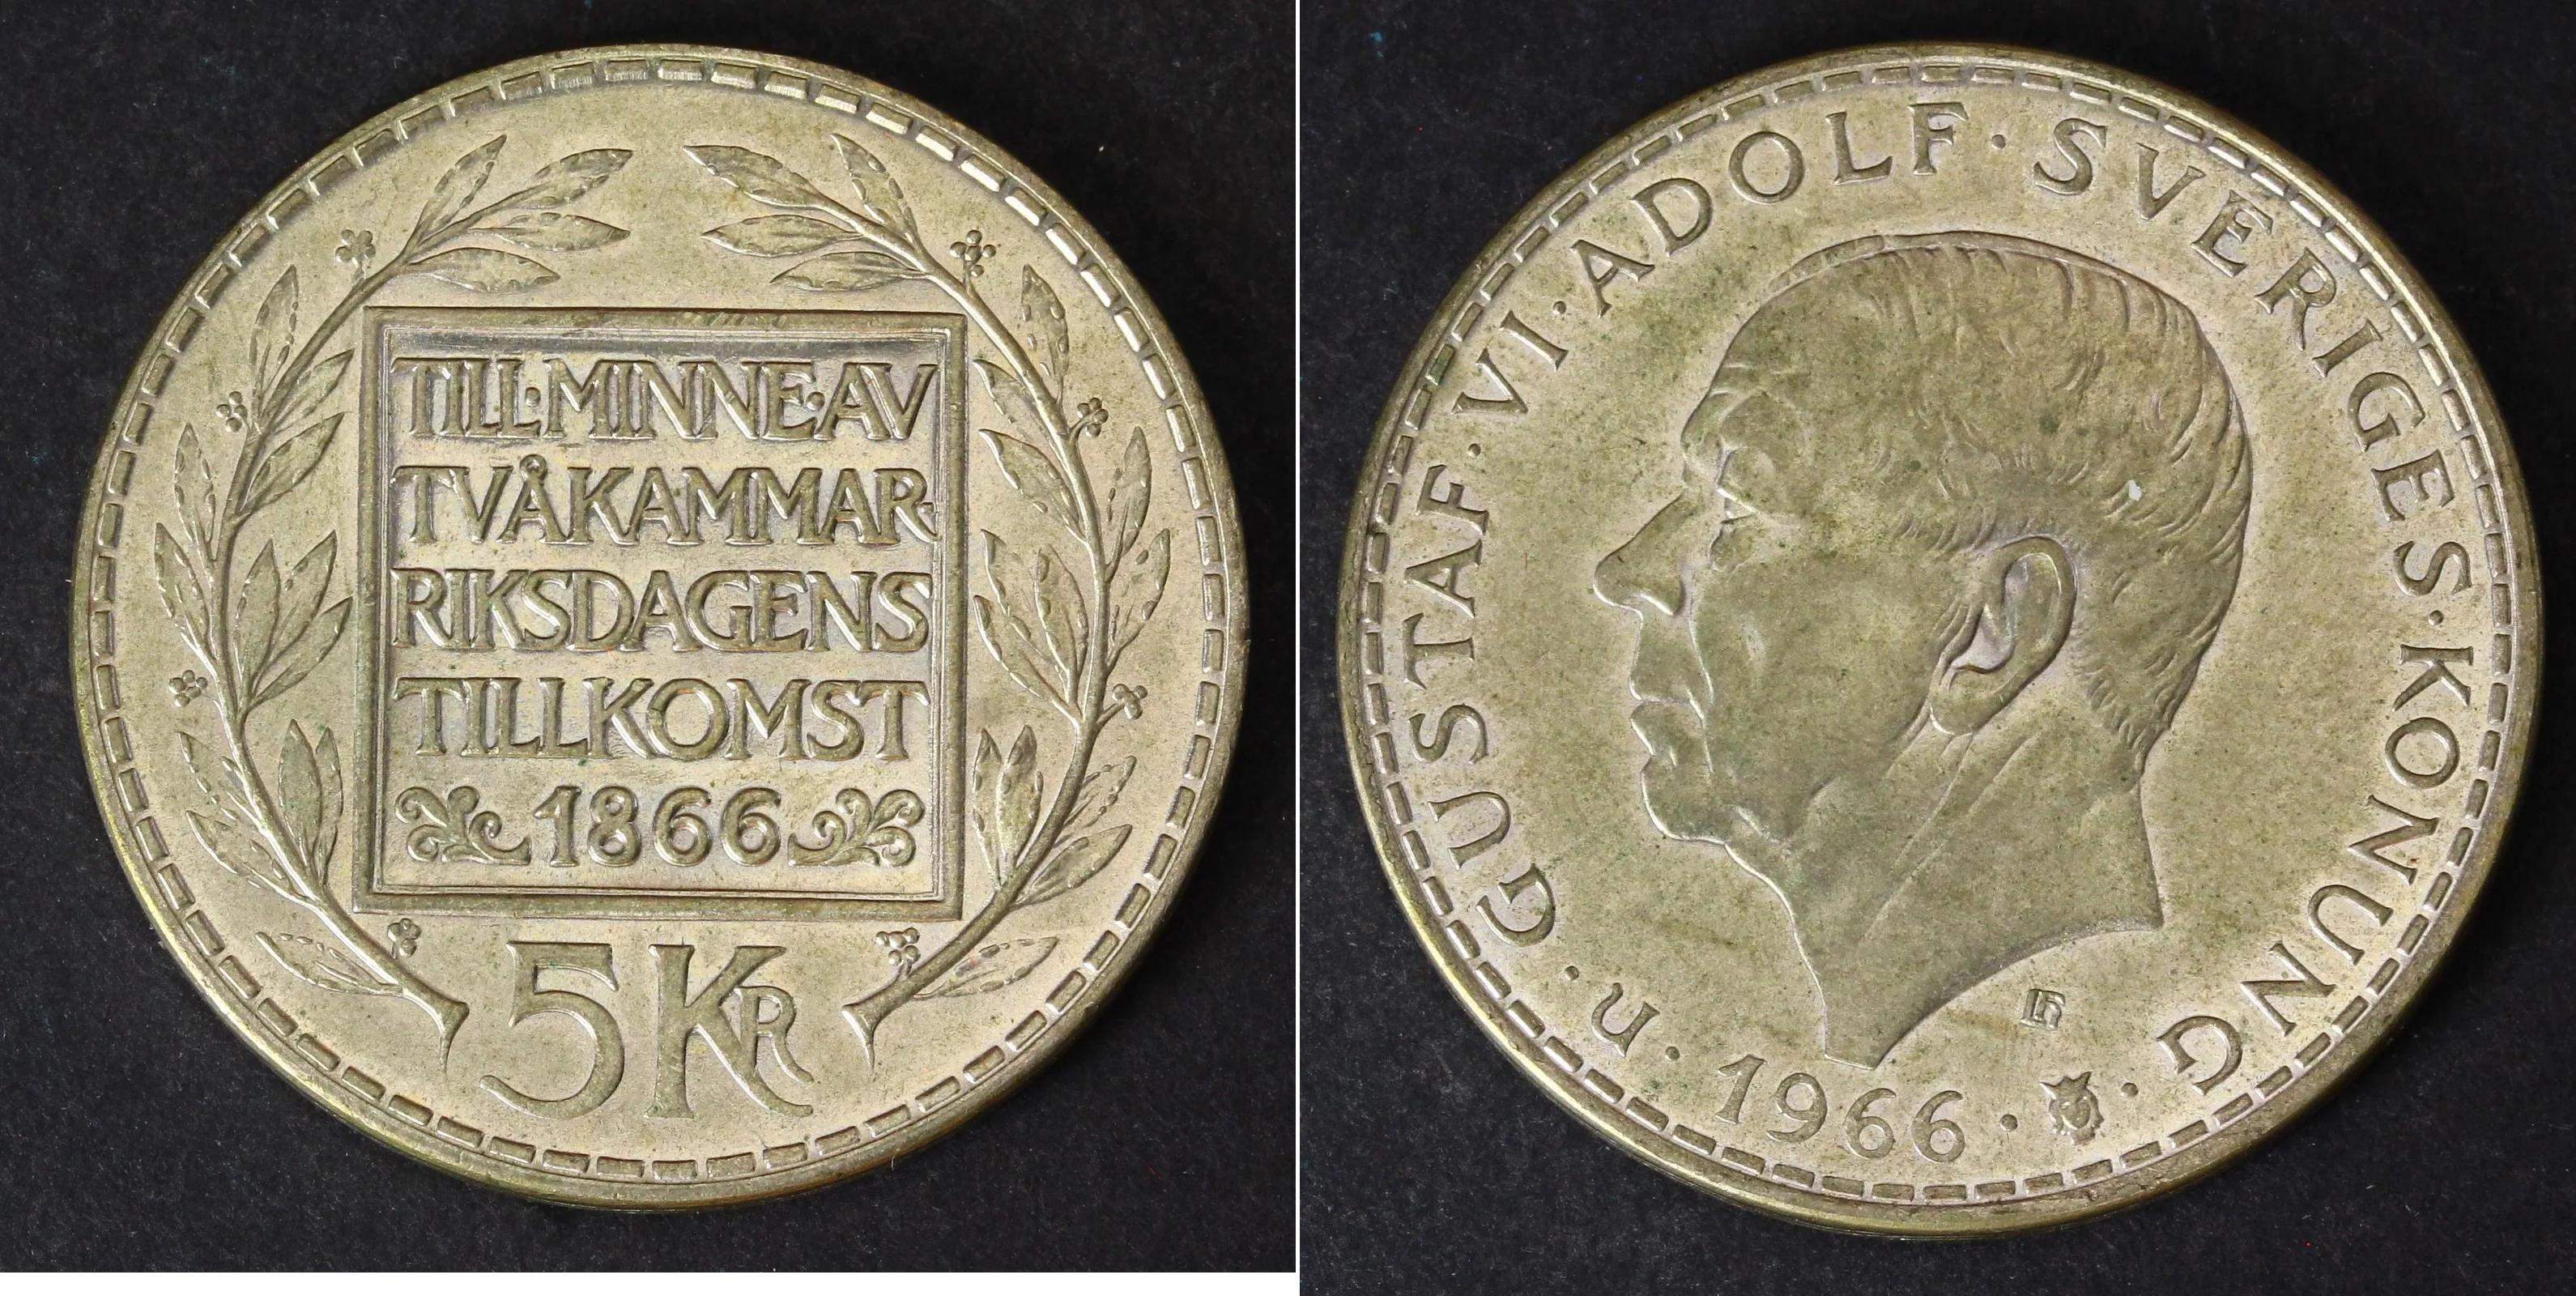 TILL·MINNE·AV
TVÅKAMMAR·
RIKSDAGENS
TILLKOMST
1866
5 KR
GUSTAF·VI·ADOLF·SVERIGES·KONUNG
·u·1966·